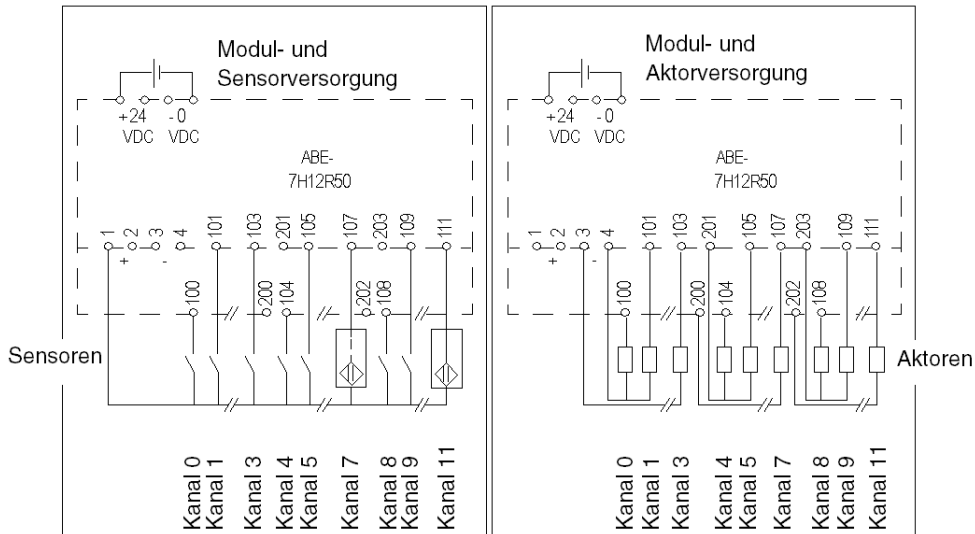 Modul- und
Sensorversorgung
+24 -0
VDC VDC
ABE-
7H12R50
1 2 3 4 101 103 201 105 107 203 109 111
+ -
100 200 104 202 108
Sensoren
Kanal 0
Kanal 1
Kanal 3
Kanal 4
Kanal 5
Kanal 7
Kanal 8
Kanal 9
Kanal 11
Modul- und
Aktorversorgung
+24 -0
VDC VDC
ABE-
7H12R50
1 2 3 4 101 103 201 105 107 203 109 111
+ -
100 200 104 202 108
Aktoren
Kanal 0
Kanal 1
Kanal 3
Kanal 4
Kanal 5
Kanal 7
Kanal 8
Kanal 9
Kanal 11